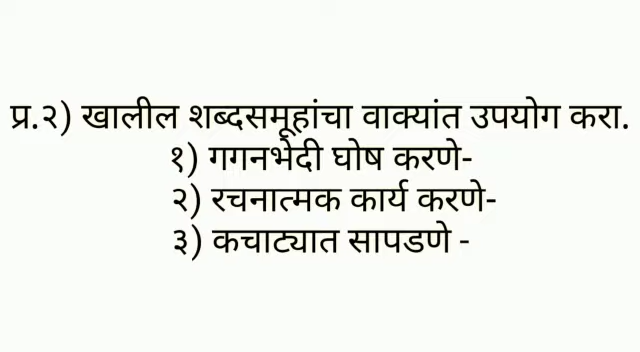 प्र.२) खालील शब्दसमूहांचा वाक्यांत उपयोग करा.
१) गगनभेदी घोष करणे-
२) रचनात्मक कार्य करणे-
३) कचाट्यात सापडणे -